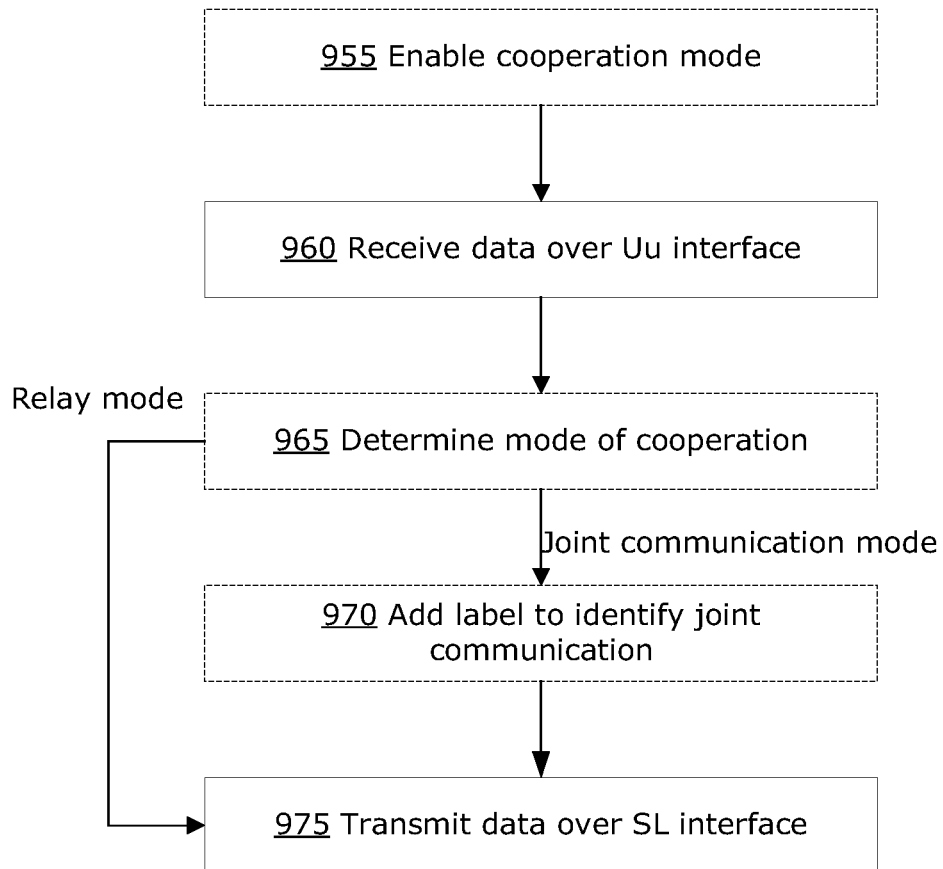 955 Enable cooperation mode
960 Receive data over Uu interface
Relay mode
965 Determine mode of cooperation
Joint communication mode
970 Add label to identify joint
communication
975 Transmit data over SL interface